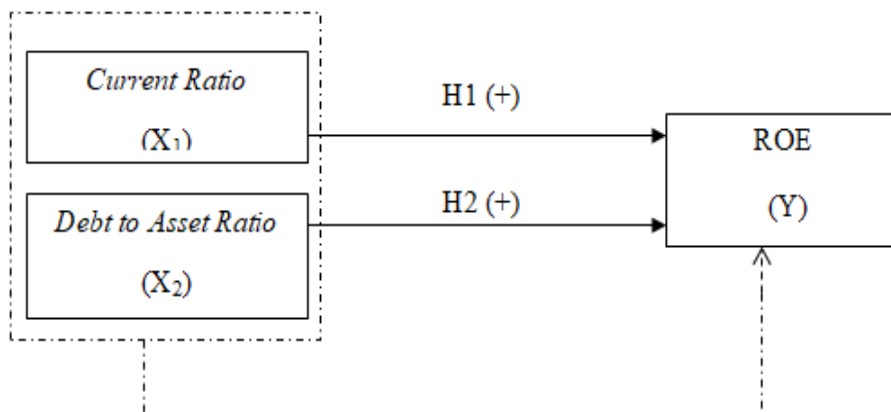 Current Ratio
(X₁)
H1 (+)
Debt to Asset Ratio
(X₂)
H2 (+)
ROE
(Y)